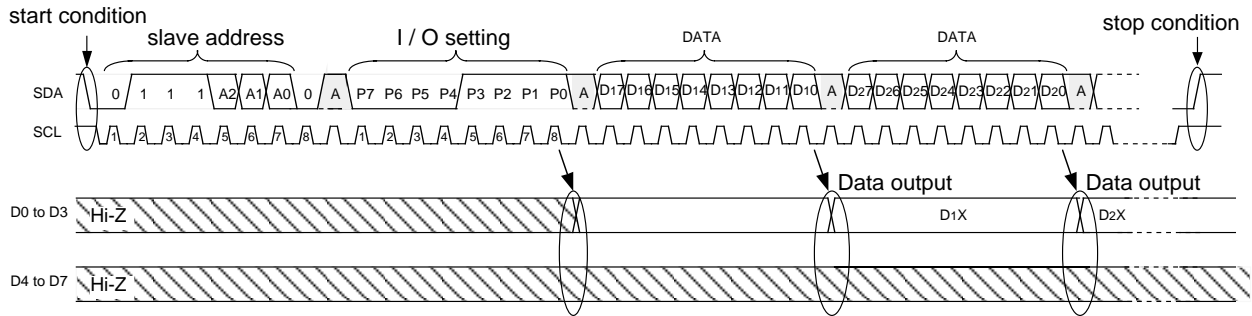 start condition
stop condition
slave address
I / O setting
DATA
DATA
SDA
0 1 1 1 A2 A1 A0 0 A P7 P6 P5 P4 P3 P2 P1 P0 A D17 D16 D15 D14 D13 D12 D11 D10 A D27 D26 D25 D24 D23 D22 D21 D20 A
SCL
1 2 3 4 5 6 7 8 1 2 3 4 5 6 7 8
Data output
Data output
D0 to D3
Hi-Z
D1X
D2X
D4 to D7
Hi-Z